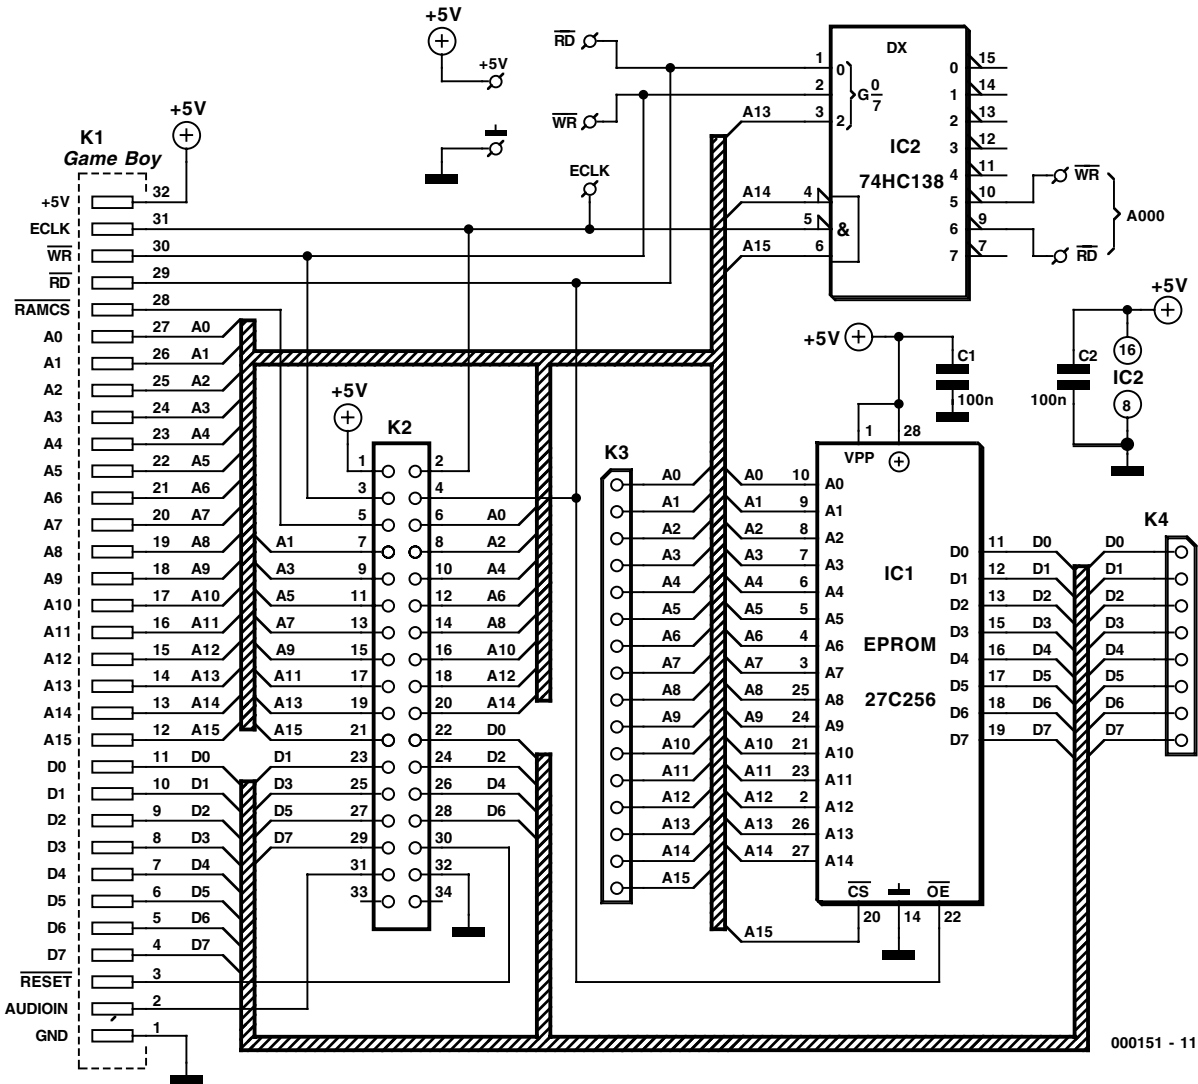 +5V
+5V
RD
WR
ECLK
1
2
3
4
5
6
0
2
G
0
7
&
DX
IC2
74HC138
0 15
1 14
2 13
3 12
4 11
5 10
6 9
7 7
WR
RD
A000
A13
A14
A15
K1
Game Boy
+5V
+5V 32
ECLK 31
WR 30
RD 29
RAMCS 28
A0 27 A0
A1 26 A1
A2 25 A2
A3 24 A3
A4 23 A4
A5 22 A5
A6 21 A6
A7 20 A7
A8 19 A8
A9 18 A9
A10 17 A10
A11 16 A11
A12 15 A12
A13 14 A13
A14 13 A14
A15 12 A15
D0 11 D0
D1 10 D1
D2 9 D2
D3 8 D3
D4 7 D4
D5 6 D5
D6 5 D6
D7 4 D7
RESET 3
AUDIOIN 2
GND 1
+5V
K2
1 2
3 4
5 6 A0
A1 7 8 A2
A3 9 10 A4
A5 11 12 A6
A7 13 14 A8
A9 15 16 A10
A11 17 18 A12
A13 19 20 A14
A15 21 22 D0
D1 23 24 D2
D3 25 26 D4
D5 27 28 D6
D7 29 30
31 32
33 34
K3
A0
A1
A2
A3
A4
A5
A6
A7
A8
A9
A10
A11
A12
A13
A14
A15
+5V
C1
100n
+5V
C2
100n
16
IC2
8
1 28
VPP
A0 10 A0
A1 9 A1
A2 8 A2
A3 7 A3
A4 6 A4
A5 5 A5
A6 4 A6
A7 3 A7
A8 25 A8
A9 24 A9
A10 21 A10
A11 23 A11
A12 2 A12
A13 26 A13
A14 27 A14
IC1
EPROM
27C256
CS OE
20 14 22
A15
K4
D0 11 D0 D0
D1 12 D1 D1
D2 13 D2 D2
D3 15 D3 D3
D4 16 D4 D4
D5 17 D5 D5
D6 18 D6 D6
D7 19 D7 D7
000151 - 11